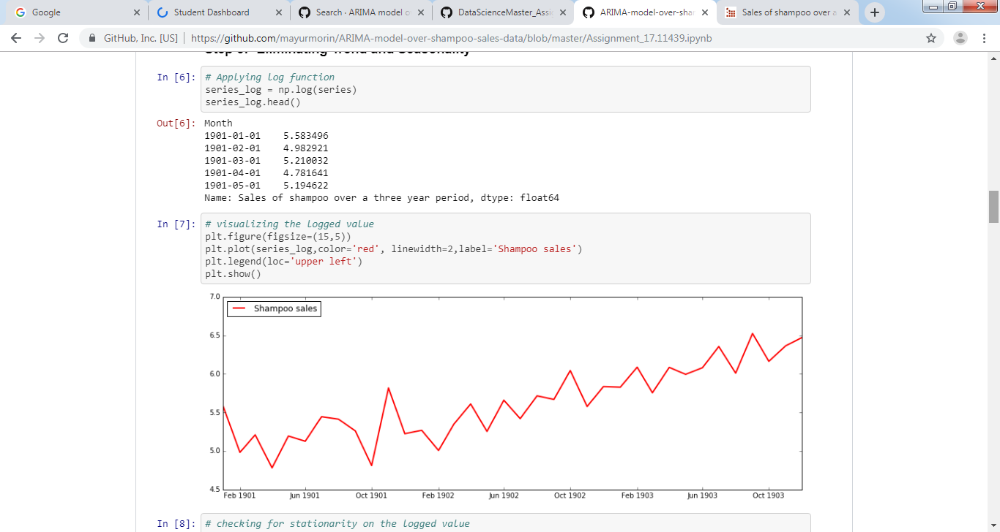 Google
Student Dashboard
Search · ARIMA model o
DataScienceMaster_Assig
ARIMA-model-over-sham
Sales of shampoo over a
GitHub, Inc. [US] | https://github.com/mayurmorin/ARIMA-model-over-shampoo-sales-data/blob/master/Assignment_17.11439.ipynb
Eliminating Trend and Seasonality
In [6]: # Applying log function
series_log = np.log(series)
series_log.head()
Out[6]: Month
1901-01-01    5.583496
1901-02-01    4.982921
1901-03-01    5.210032
1901-04-01    4.781641
1901-05-01    5.194622
Name: Sales of shampoo over a three year period, dtype: float64
In [7]: # visualizing the logged value
plt.figure(figsize=(15,5))
plt.plot(series_log,color='red', linewidth=2,label='Shampoo sales')
plt.legend(loc='upper left')
plt.show()
7.0
Shampoo sales
6.5
6.0
5.5
5.0
4.5
Feb 1901 Jun 1901 Oct 1901 Feb 1902 Jun 1902 Oct 1902 Feb 1903 Jun 1903 Oct 1903
In [8]: # checking for stationarity on the logged value